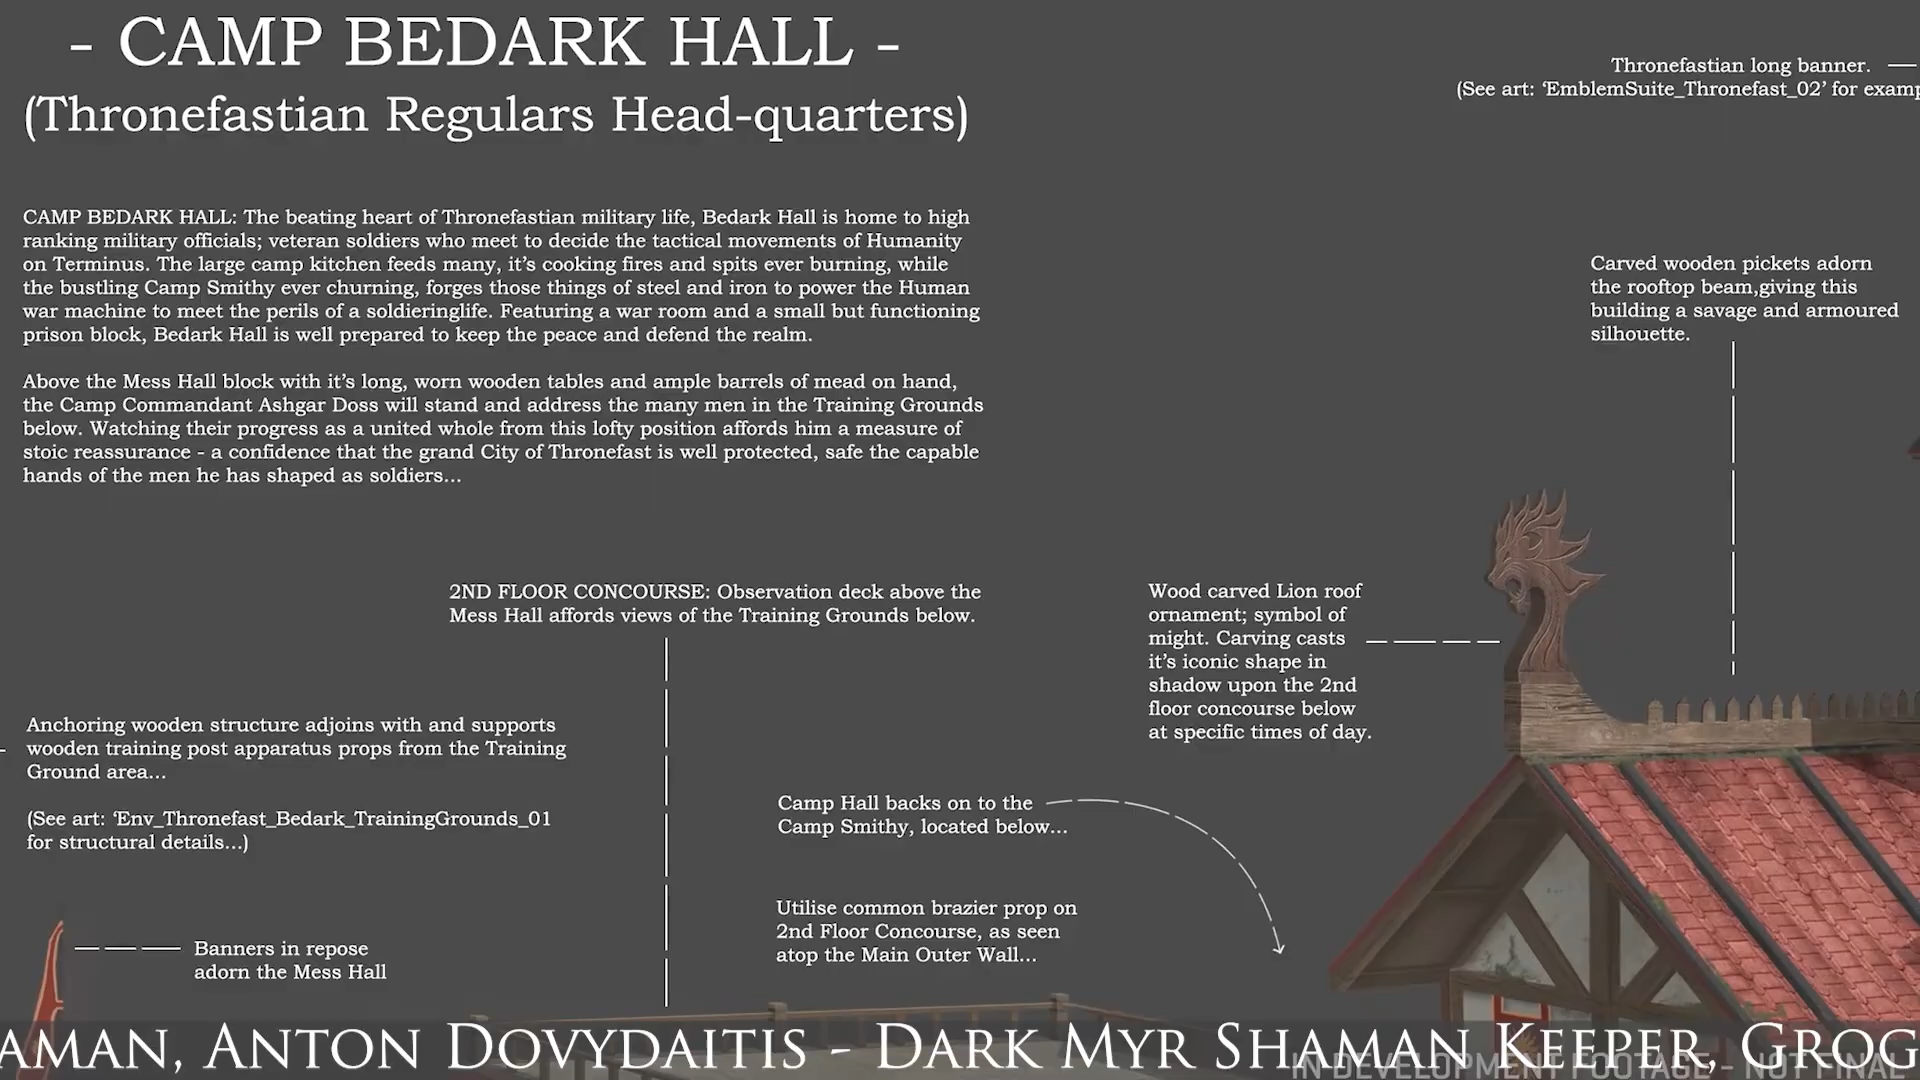 - CAMP BEDARK HALL -
(Thronefastian Regulars Head-quarters)
Thronefastian long banner.
(See art: ‘EmblemSuite_Thronefast_02’ for examp
CAMP BEDARK HALL: The beating heart of Thronefastian military life, Bedark Hall is home to high
ranking military officials; veteran soldiers who meet to decide the tactical movements of Humanity
on Terminus. The large camp kitchen feeds many, it’s cooking fires and spits ever burning, while
the bustling Camp Smithy ever churning, forges those things of steel and iron to power the Human
war machine to meet the perils of a soldieringlife. Featuring a war room and a small but functioning
prison block, Bedark Hall is well prepared to keep the peace and defend the realm.
Above the Mess Hall block with it’s long, worn wooden tables and ample barrels of mead on hand,
the Camp Commandant Ashgar Doss will stand and address the many men in the Training Grounds
below. Watching their progress as a united whole from this lofty position affords him a measure of
stoic reassurance - a confidence that the grand City of Thronefast is well protected, safe the capable
hands of the men he has shaped as soldiers...
Carved wooden pickets adorn
the rooftop beam,giving this
building a savage and armoured
silhouette.
2ND FLOOR CONCOURSE: Observation deck above the
Mess Hall affords views of the Training Grounds below.
Wood carved Lion roof
ornament; symbol of
might. Carving casts
it’s iconic shape in
shadow upon the 2nd
floor concourse below
at specific times of day.
Anchoring wooden structure adjoins with and supports
wooden training post apparatus props from the Training
Ground area...
(See art: ‘Env_Thronefast_Bedark_TrainingGrounds_01
for structural details...)
Camp Hall backs on to the
Camp Smithy, located below...
Utilise common brazier prop on
2nd Floor Concourse, as seen
atop the Main Outer Wall...
Banners in repose
adorn the Mess Hall
AMAN, ANTON DOVYDAITIS - DARK MYR SHAMAN KEEPER, GROG
IN DEVELOPMENT FOOTAGE - NOT FINAL